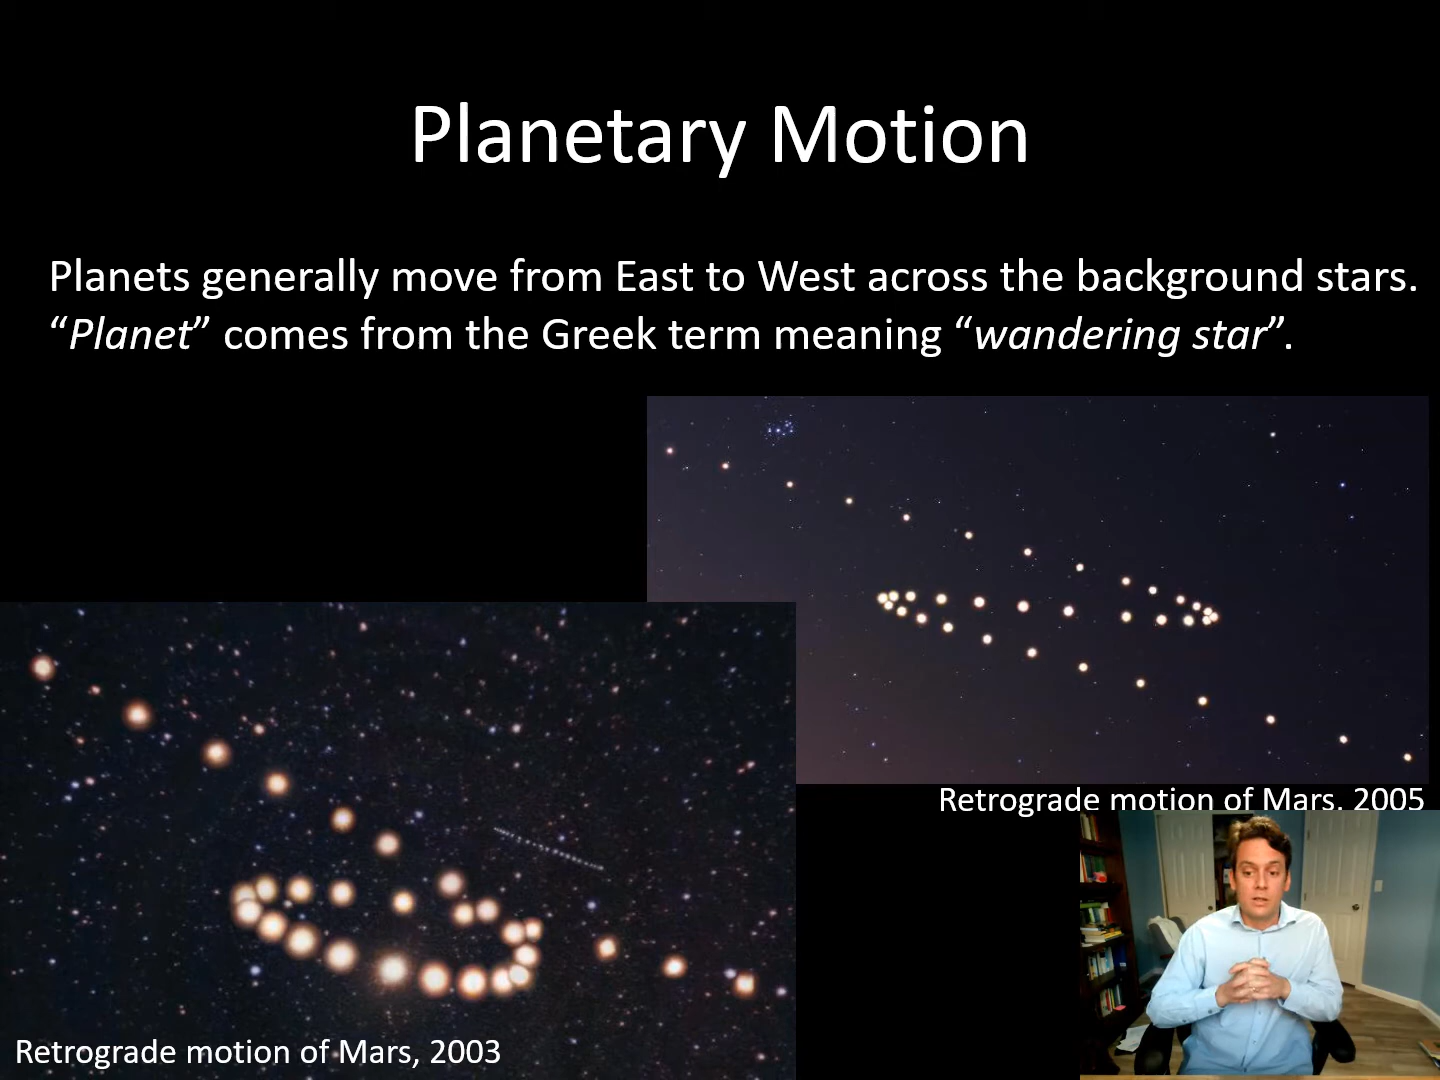 Planetary Motion
Planets generally move from East to West across the background stars.
“Planet” comes from the Greek term meaning “wandering star”.
Retrograde motion of Mars, 2005
Retrograde motion of Mars, 2003